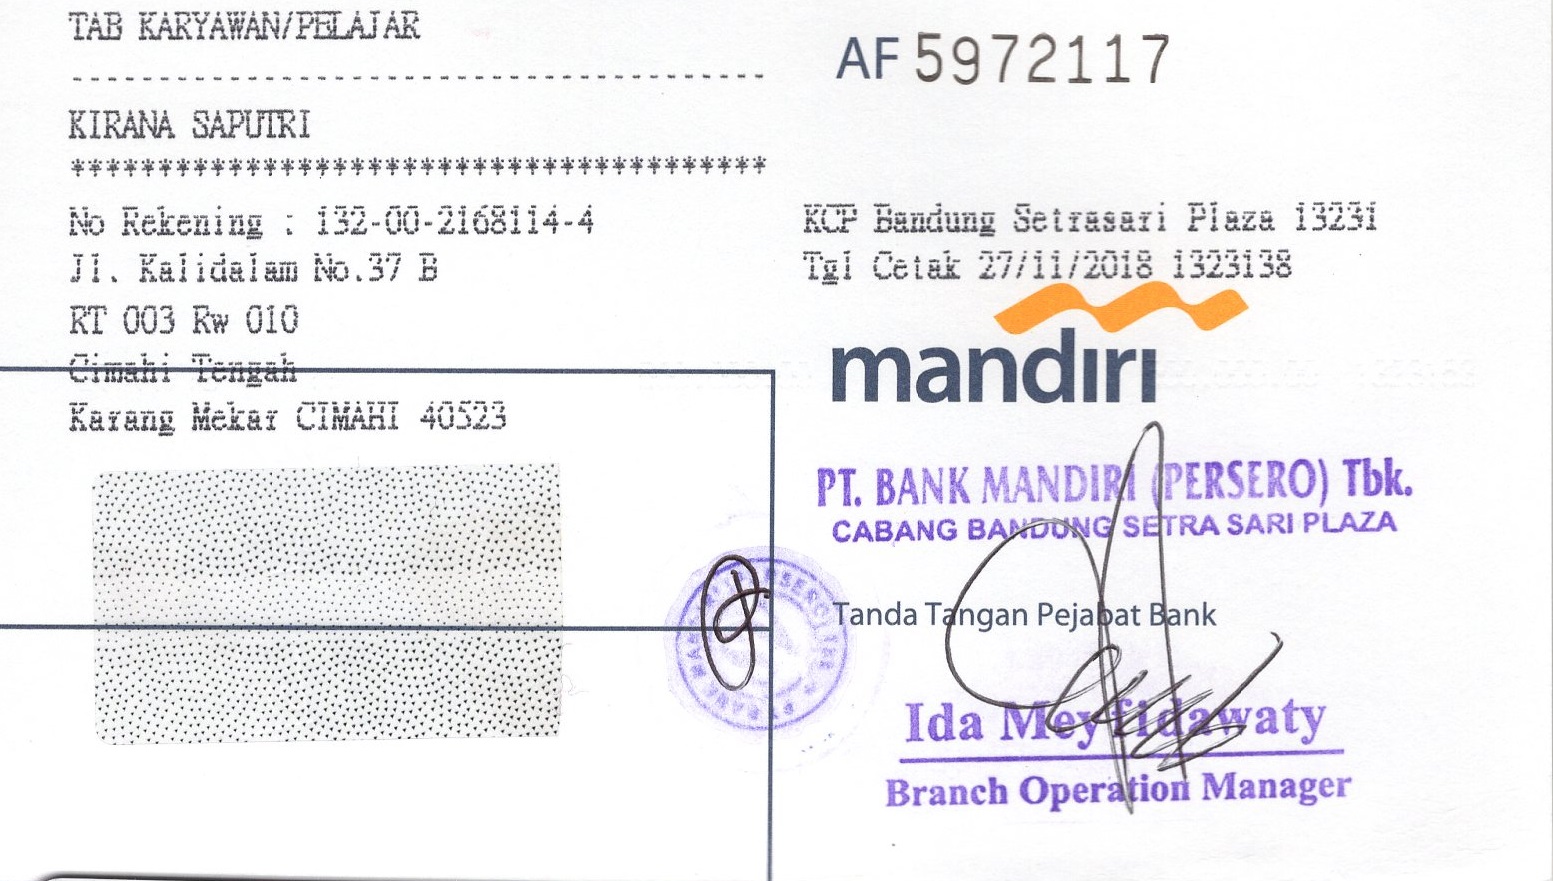 TAB KARYAWAN/PELAJAR
----------------------------------------
KIRANA SAPUTRI
****************************************
No Rekening : 132-00-2168114-4
Jl. Kalidalam No.37 B
RT 003 Rw 010
Cimahi Tengah
Karang Mekar CIMAHI 40523
AF 5972117
KCP Bandung Setrasari Plaza 13231
Tgl Cetak 27/11/2018 1323138
mandiri
PT. BANK MANDIRI (PERSERO) Tbk.
CABANG BANDUNG SETRA SARI PLAZA
Tanda Tangan Pejabat Bank
Ida Meyfidawaty
Branch Operation Manager